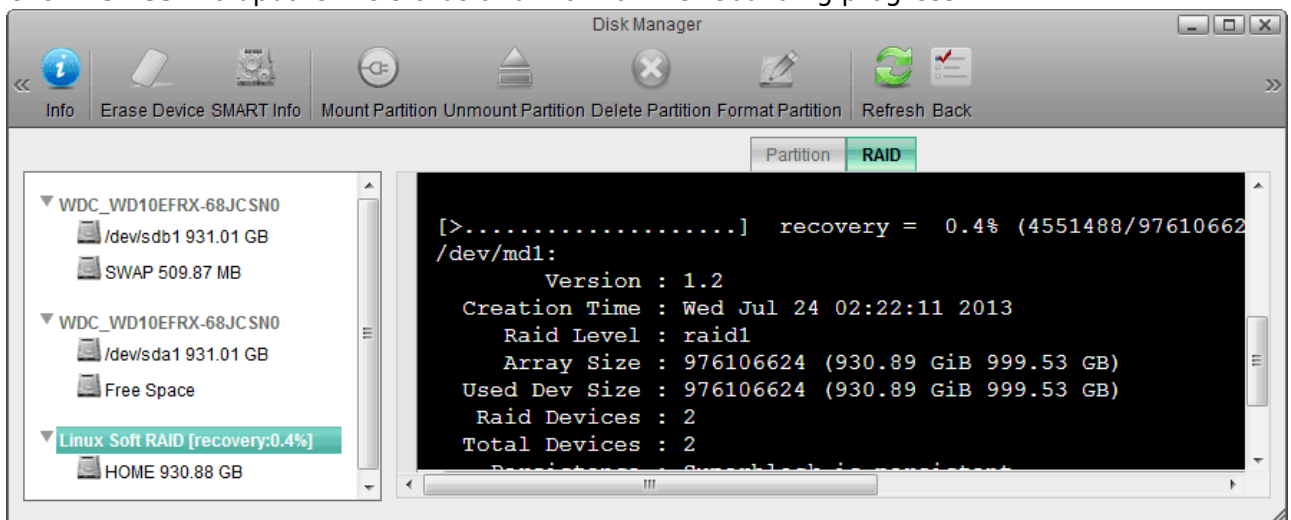 Disk Manager
Info Erase Device SMART Info Mount Partition Unmount Partition Delete Partition Format Partition Refresh Back
Partition RAID
WDC_WD10EFRX-68JCSN0
/dev/sdb1 931.01 GB
SWAP 509.87 MB
WDC_WD10EFRX-68JCSN0
/dev/sda1 931.01 GB
Free Space
Linux Soft RAID [recovery:0.4%]
HOME 930.88 GB
[>....................] recovery = 0.4% (4551488/97610662
/dev/md1:
Version : 1.2
Creation Time : Wed Jul 24 02:22:11 2013
Raid Level : raid1
Array Size : 976106624 (930.89 GiB 999.53 GB)
Used Dev Size : 976106624 (930.89 GiB 999.53 GB)
Raid Devices : 2
Total Devices : 2
Persistence : Superblock is persistent